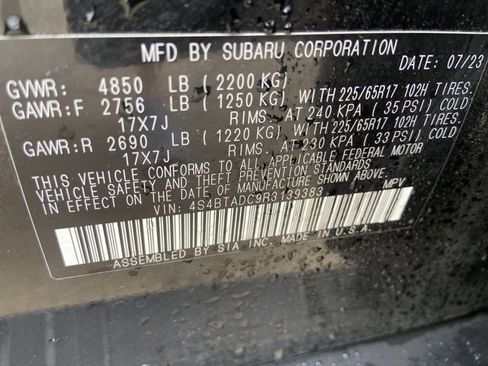 MFD BY SUBARU CORPORATION
DATE: 07/23
GVWR: 4850 LB (2200 KG)
GAWR:F 2756 LB (1250 KG) WITH 225/65R17 102H TIRES.
17X7J RIMS AT 240 KPA (35 PSI) COLD
GAWR:R 2690 LB (1220 KG) WITH 225/65R17 102H TIRES.
17X7J RIMS AT 230 KPA (33 PSI) COLD
THIS VEHICLE CONFORMS TO ALL APPLICABLE FEDERAL MOTOR
VEHICLE SAFETY AND THEFT PREVENTION STANDARDS
IN EFFECT ON THE DATE OF MANUFACTURE SHOWN ABOVE.
VIN: 4S4BTADC9R3139383 MPV
ASSEMBLED BY SIA INC. MADE IN U.S.A.